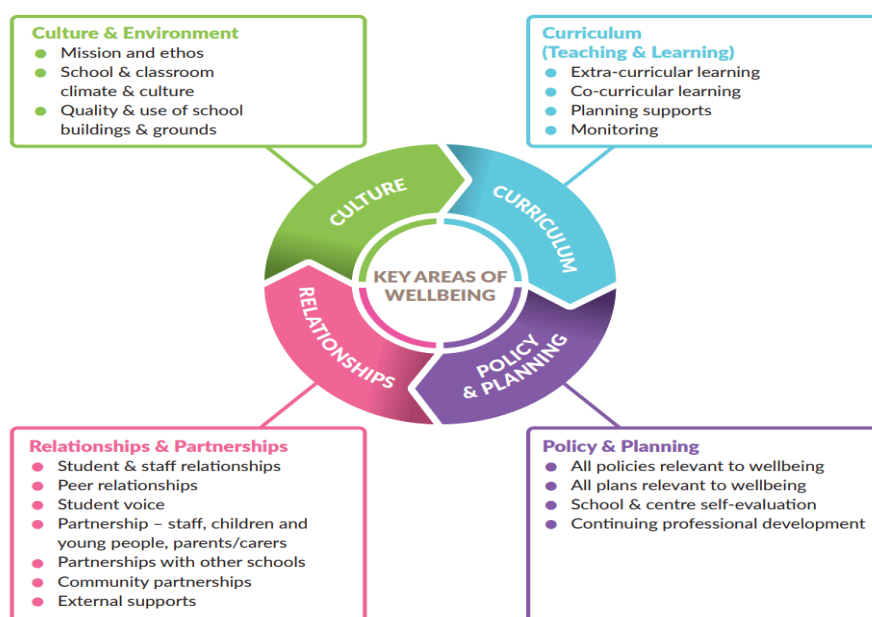 Culture & Environment
● Mission and ethos
● School & classroom
climate & culture
● Quality & use of school
buildings & grounds
Curriculum
(Teaching & Learning)
● Extra-curricular learning
● Co-curricular learning
● Planning supports
● Monitoring
CULTURE
CURRICULUM
KEY AREAS OF
WELLBEING
RELATIONSHIPS
POLICY
& PLANNING
Relationships & Partnerships
● Student & staff relationships
● Peer relationships
● Student voice
● Partnership – staff, children and
young people, parents/carers
● Partnerships with other schools
● Community partnerships
● External supports
Policy & Planning
● All policies relevant to wellbeing
● All plans relevant to wellbeing
● School & centre self-evaluation
● Continuing professional development